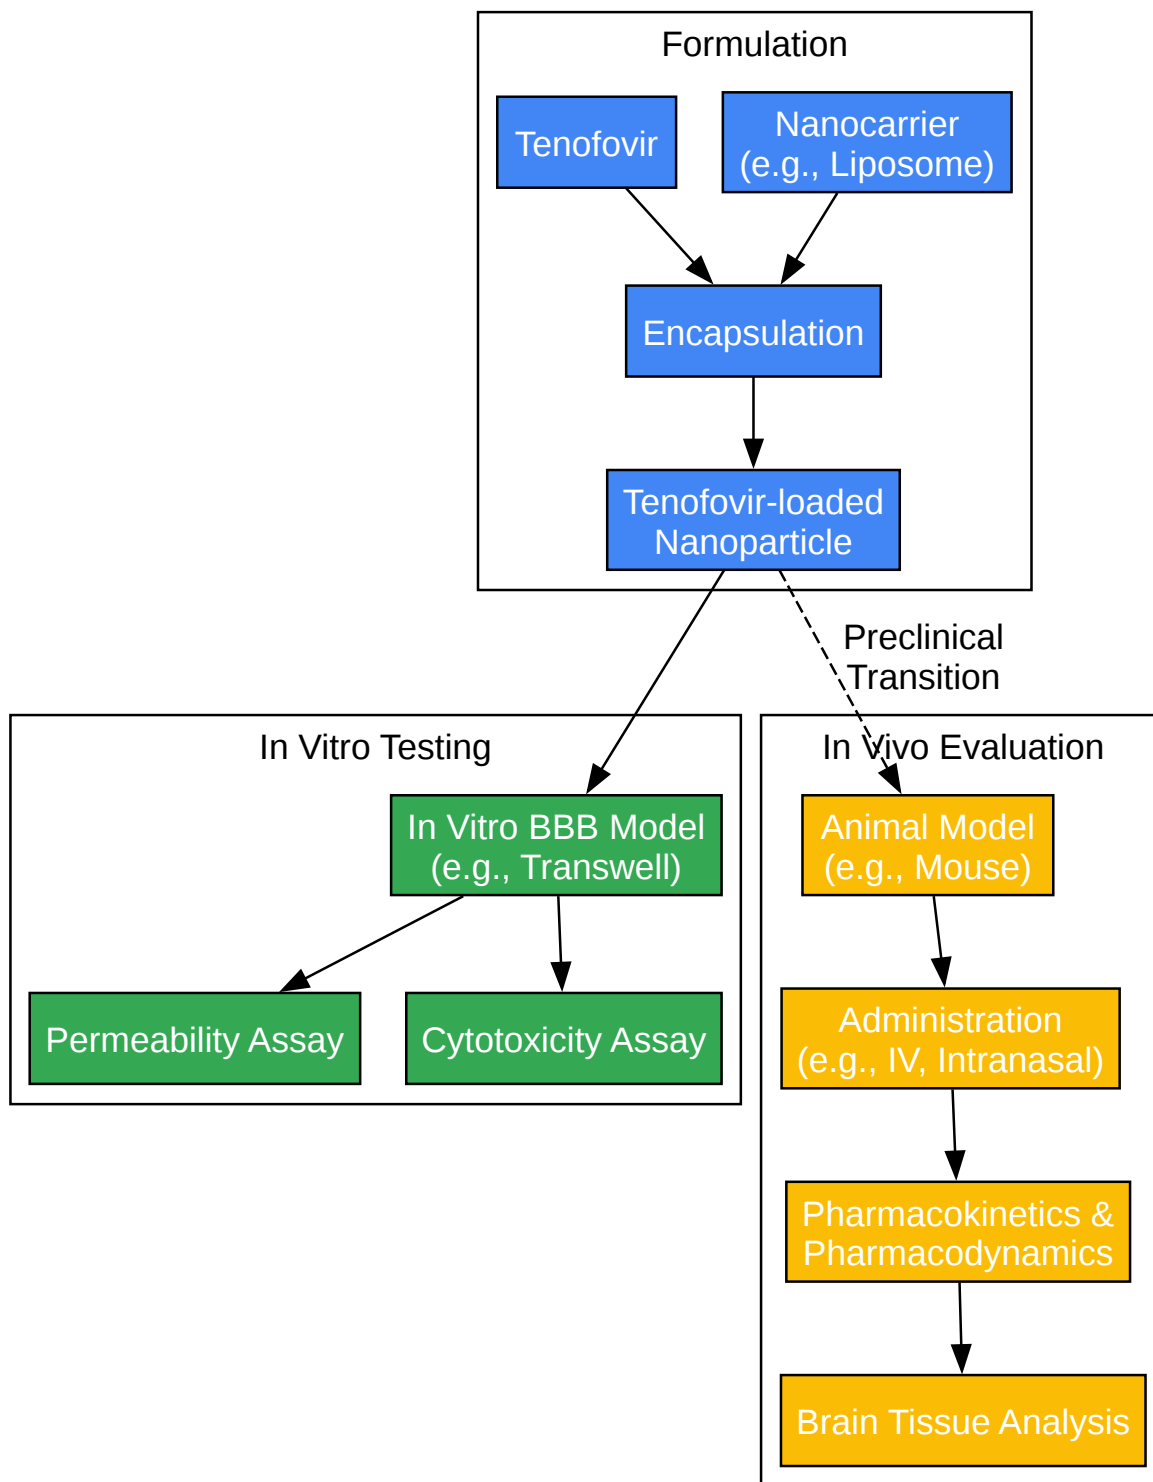 Formulation
Tenofovir
Nanocarrier
(e.g., Liposome)
Encapsulation
Tenofovir-loaded
Nanoparticle
Preclinical
Transition
In Vitro Testing
In Vitro BBB Model
(e.g., Transwell)
Permeability Assay
Cytotoxicity Assay
In Vivo Evaluation
Animal Model
(e.g., Mouse)
Administration
(e.g., IV, Intranasal)
Pharmacokinetics &
Pharmacodynamics
Brain Tissue Analysis